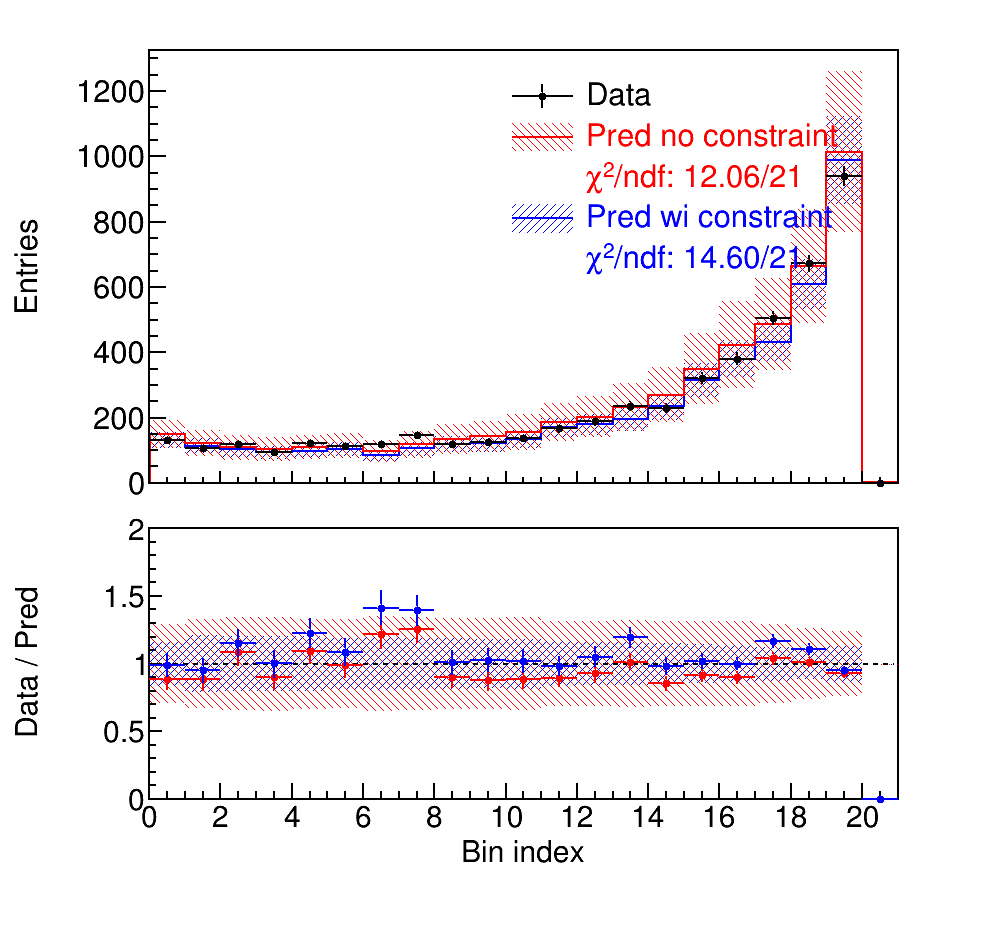 Entries
1200
1000
800
600
400
200
0
Data
Pred no constraint
χ²/ndf: 12.06/21
Pred wi constraint
χ²/ndf: 14.60/21
Data / Pred
2
1.5
1
0.5
0
0 2 4 6 8 10 12 14 16 18 20
Bin index